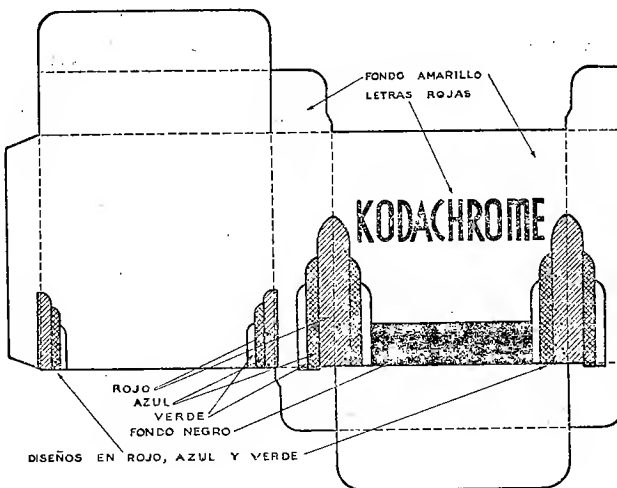 FONDO AMARILLO
LETRAS ROJAS
KODACHROME
ROJO
AZUL
VERDE
FONDO NEGRO
DISEÑOS EN ROJO, AZUL Y VERDE